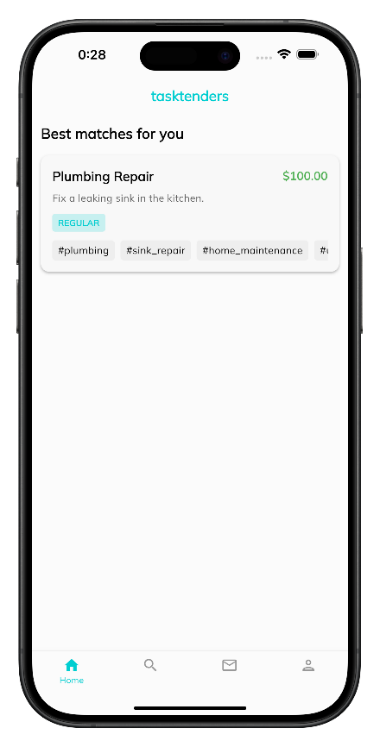 0:28
tasktenders
Best matches for you
Plumbing Repair $100.00
Fix a leaking sink in the kitchen.
REGULAR
#plumbing #sink_repair #home_maintenance
Home